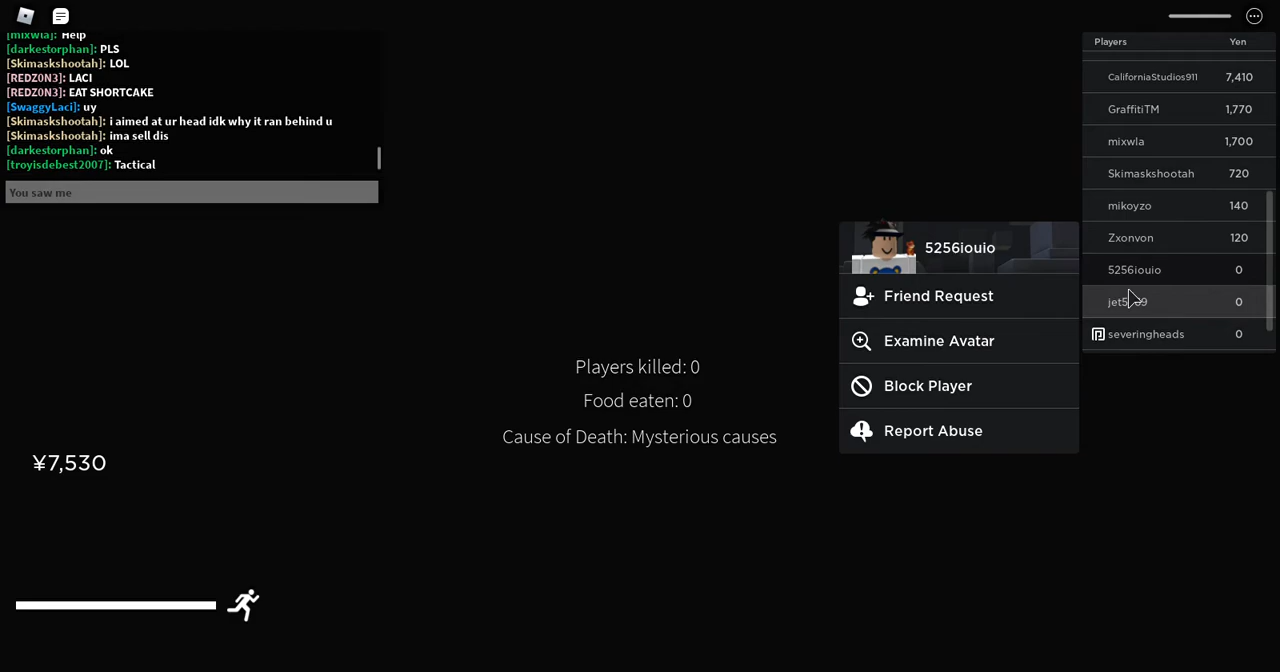 [mixwla]: Help
[darkestorphan]: PLS
[Skimaskshootah]: LOL
[REDZ0N3]: LACI
[REDZ0N3]: EAT SHORTCAKE
[SwaggyLaci]: uy
[Skimaskshootah]: i aimed at ur head idk why it ran behind u
[Skimaskshootah]: ima sell dis
[darkestorphan]: ok
[troyisdebest2007]: Tactical
You saw me
Players Yen
CaliforniaStudios911 7,410
GraffitiTM 1,770
mixwla 1,700
Skimaskshootah 720
mikoyzo 140
Zxonvon 120
5256iouio 0
0
severingheads 0
5256iouio
Friend Request
Examine Avatar
Block Player
Report Abuse
Players killed: 0
Food eaten: 0
Cause of Death: Mysterious causes
¥7,530